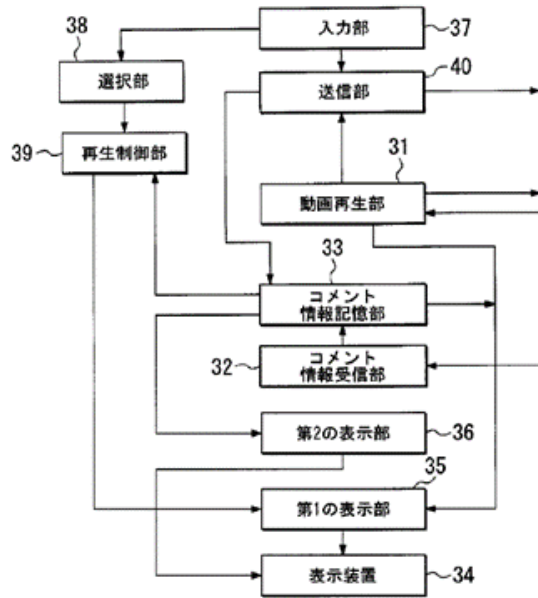 38
入力部
37
選択部
40
送信部
39
再生制御部
31
動画再生部
33
コメント
情報記憶部
32
コメント
情報受信部
第2の表示部
36
35
第1の表示部
表示装置
34